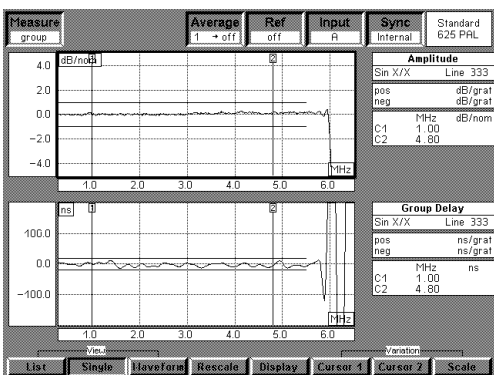 Measure Average Ref Input Sync Standard
group 1 → off off A Internal 625 PAL
dB/nom 1 2
4.0
2.0
0.0
−2.0
−4.0
MHz
1.0 2.0 3.0 4.0 5.0 6.0
Amplitude
Sin X/X Line 333
pos dB/grat
neg dB/grat
MHz dB/nom
C1 1.00
C2 4.80
ns 1 2
100.0
0.0
−100.0
MHz
1.0 2.0 3.0 4.0 5.0 6.0
Group Delay
Sin X/X Line 333
pos ns/grat
neg ns/grat
MHz ns
C1 1.00
C2 4.80
View Variation
List Single Waveform Rescale Display Cursor 1 Cursor 2 Scale